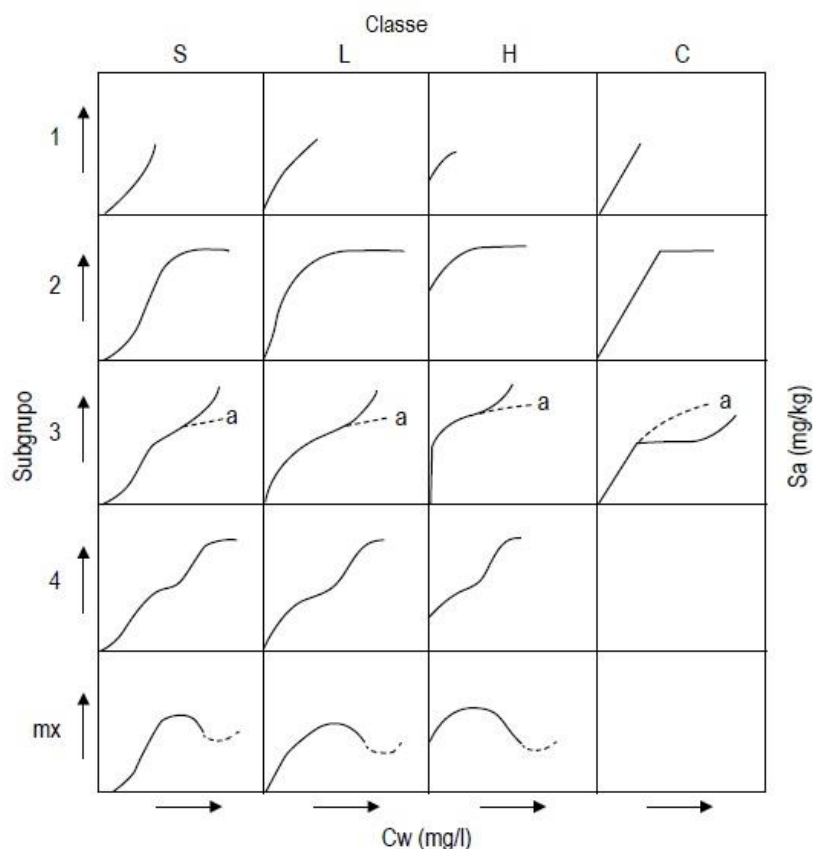 Classe
S L H C
1
2
3
4
mx
a
a
a
a
Subgrupo
Sa (mg/kg)
Cw (mg/l)